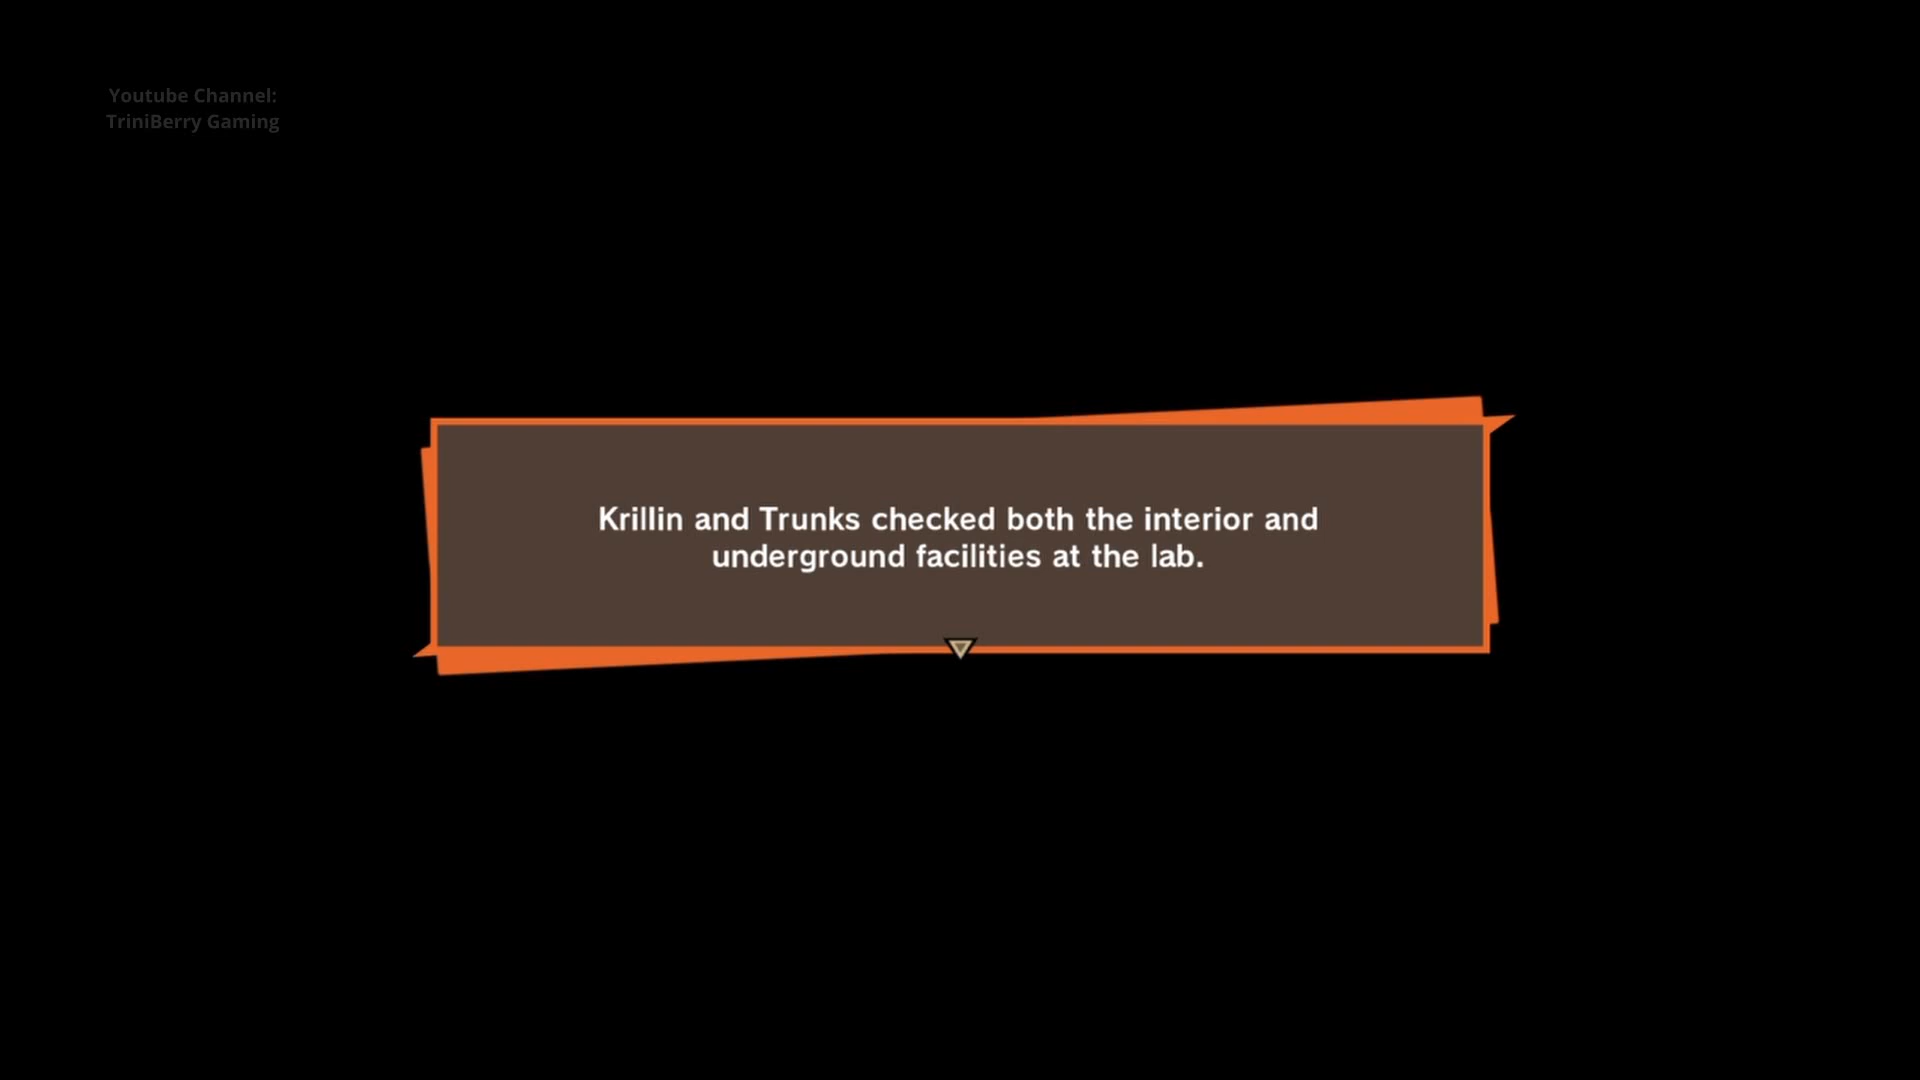 Youtube Channel:
TriniBerry Gaming
Krillin and Trunks checked both the interior and
underground facilities at the lab.